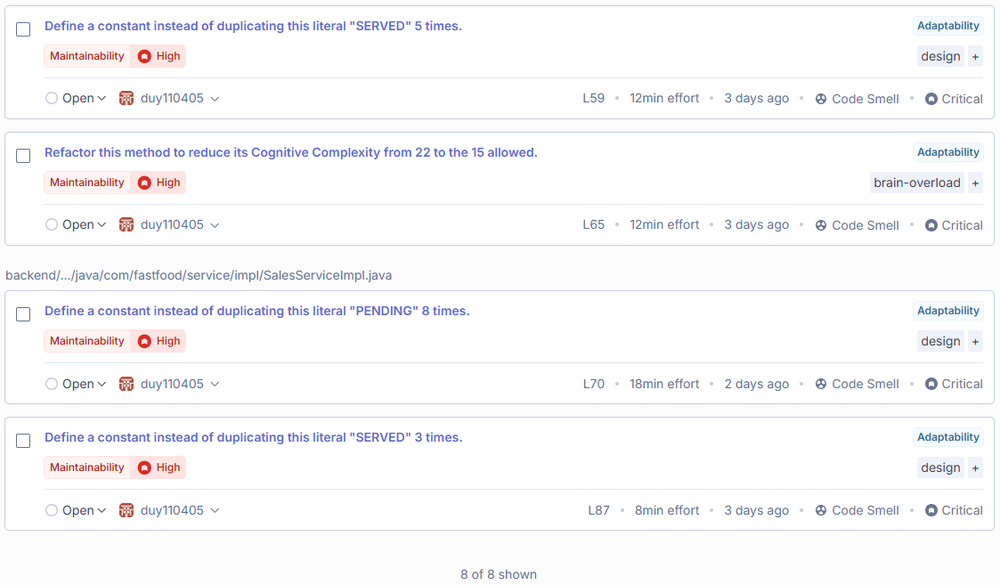 Define a constant instead of duplicating this literal "SERVED" 5 times. Adaptability
Maintainability High design +
Open duy110405 L59 • 12min effort • 3 days ago • Code Smell • Critical
Refactor this method to reduce its Cognitive Complexity from 22 to the 15 allowed. Adaptability
Maintainability High brain-overload +
Open duy110405 L65 • 12min effort • 3 days ago • Code Smell • Critical
backend/.../java/com/fastfood/service/impl/SalesServiceImpl.java
Define a constant instead of duplicating this literal "PENDING" 8 times. Adaptability
Maintainability High design +
Open duy110405 L70 • 18min effort • 2 days ago • Code Smell • Critical
Define a constant instead of duplicating this literal "SERVED" 3 times. Adaptability
Maintainability High design +
Open duy110405 L87 • 8min effort • 3 days ago • Code Smell • Critical
8 of 8 shown